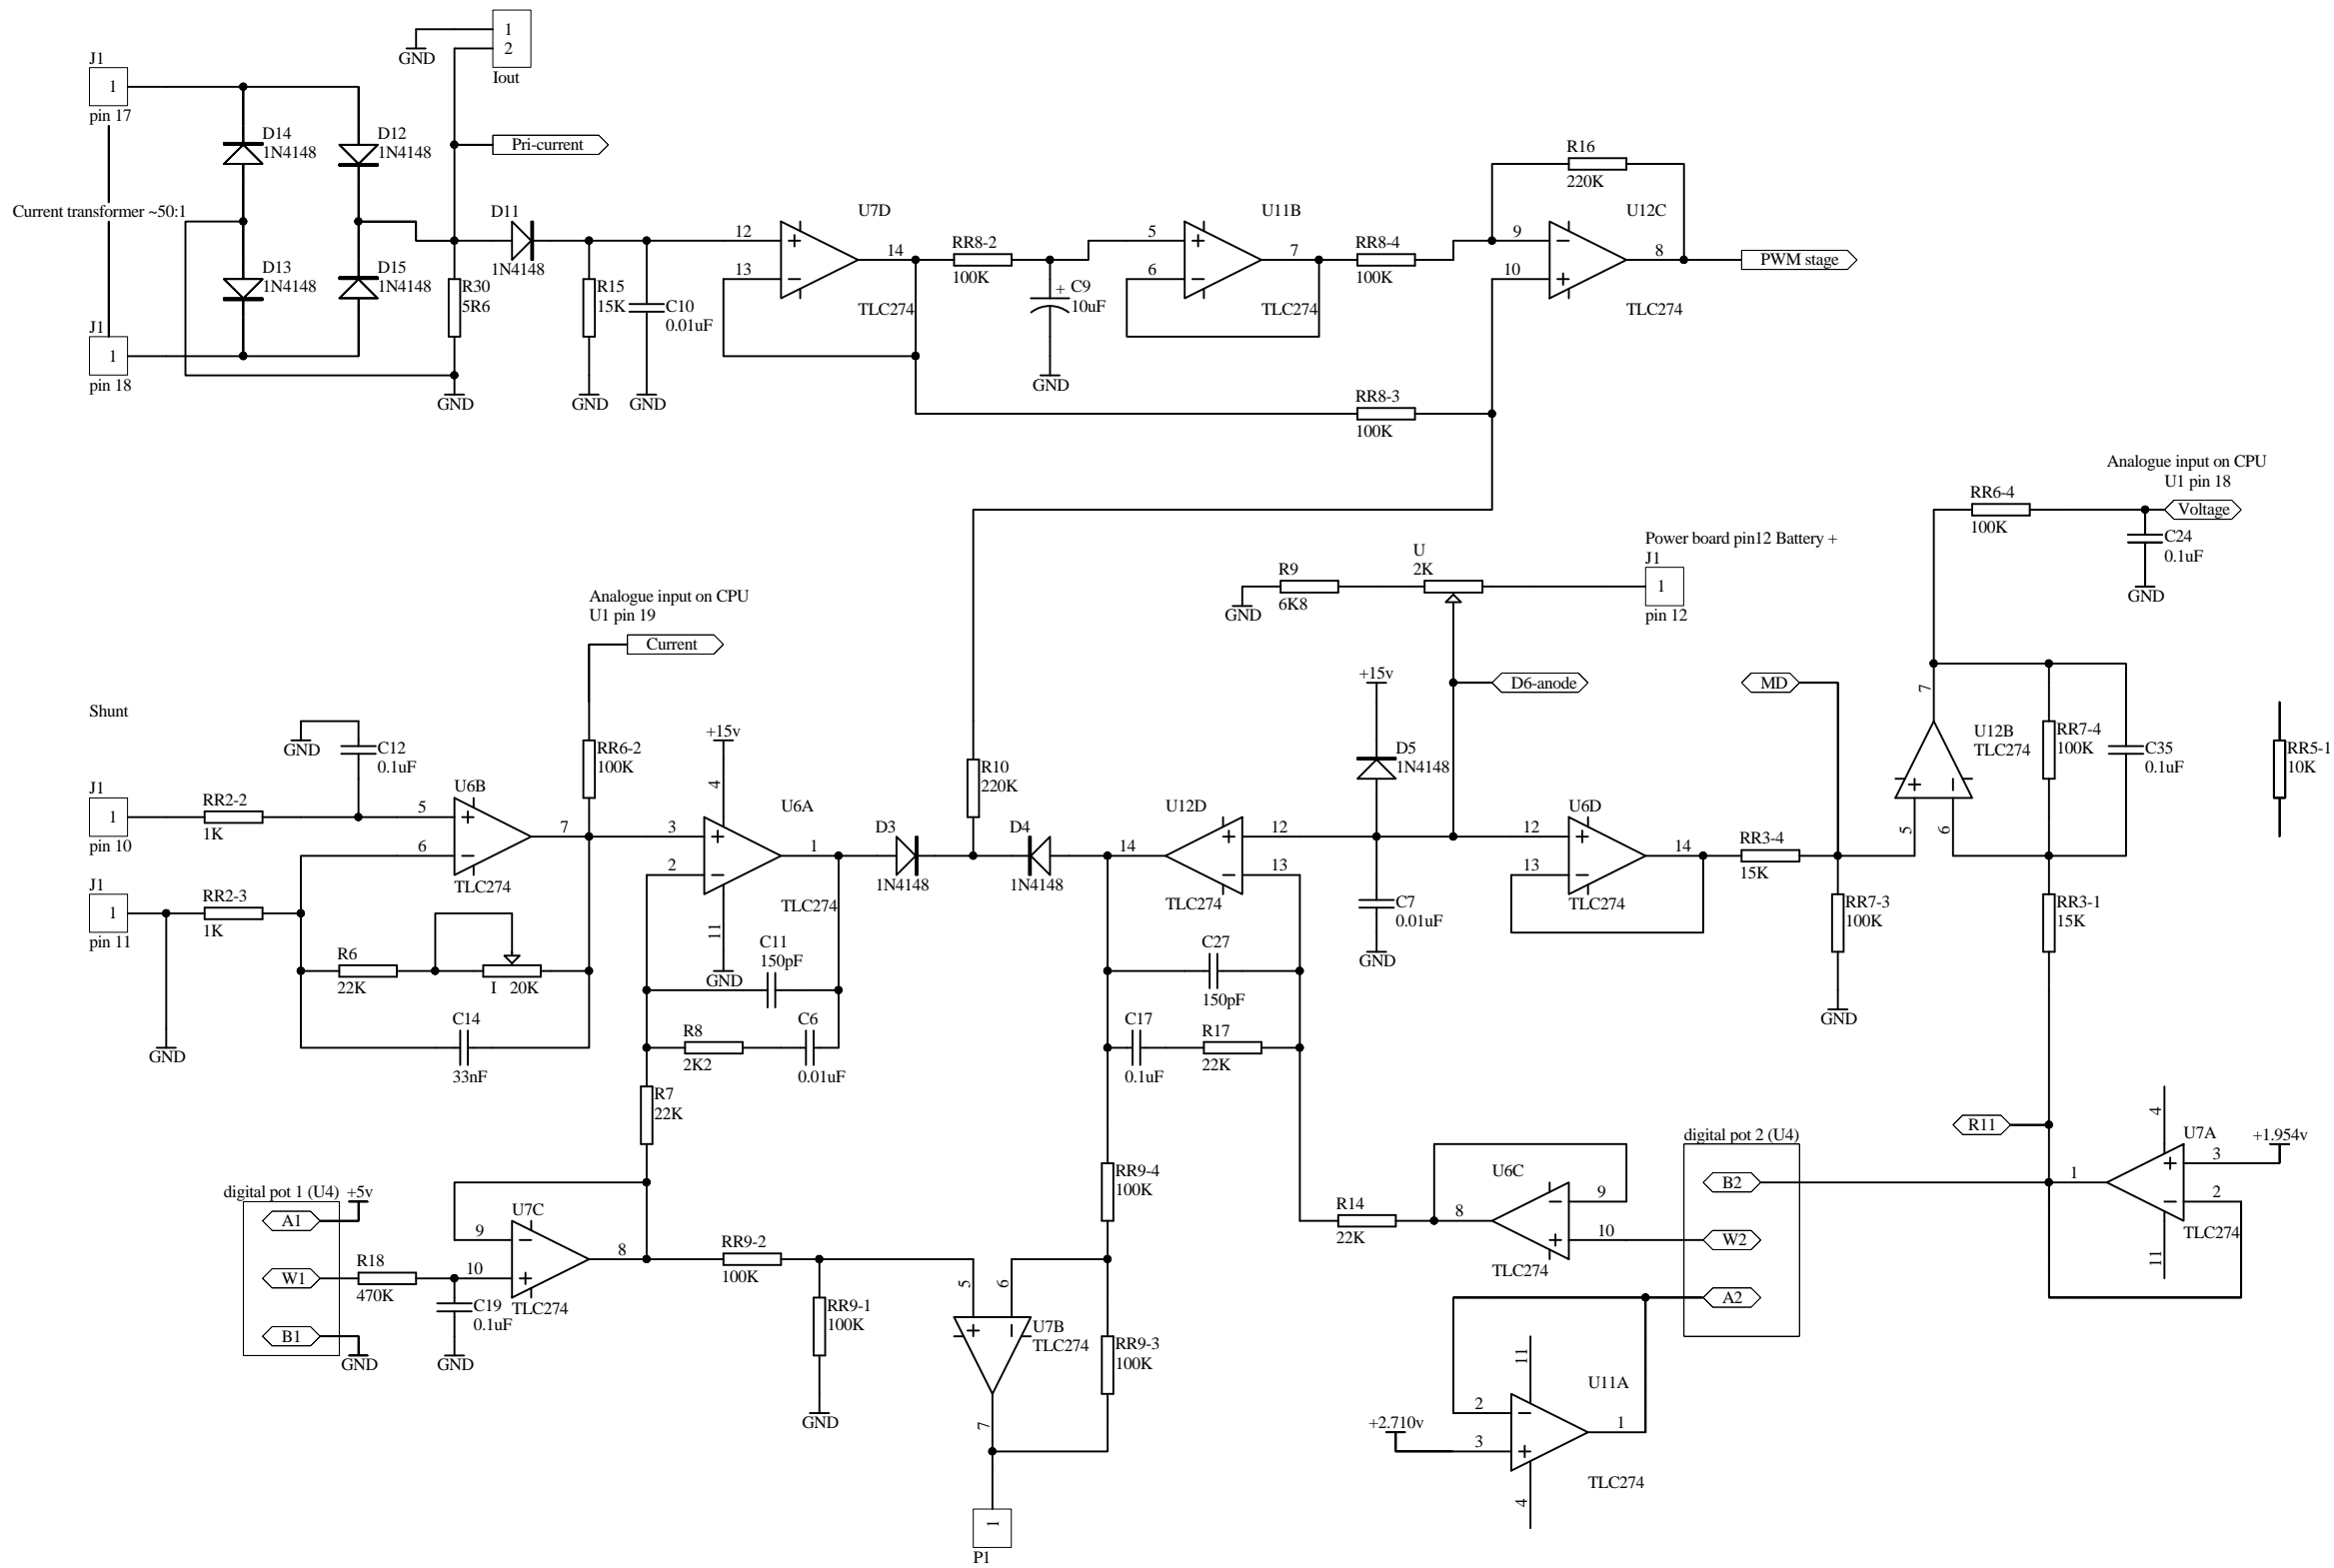 1
2
GND
Iout
J1
1
pin 17
D14
1N4148
D12
1N4148
Pri-current
Current transformer ~50:1
D13
1N4148
D15
1N4148
J1
1
pin 18
R30
5R6
GND
D11
1N4148
R15
15K
GND
C10
0.01uF
GND
U7D
12
+
13
−
14
TLC274
RR8-2
100K
+ C9
10uF
GND
U11B
5
+
6
−
7
TLC274
RR8-4
100K
RR8-3
100K
R16
220K
U12C
9
−
10
+
8
TLC274
PWM stage
Analogue input on CPU
U1 pin 18
RR6-4
100K
Voltage
C24
0.1uF
GND
Power board pin12 Battery +
J1
1
pin 12
U
2K
R9
6K8
GND
D6-anode
Analogue input on CPU
U1 pin 19
Current
Shunt
GND
C12
0.1uF
J1
1
pin 10
RR2-2
1K
J1
1
pin 11
RR2-3
1K
GND
U6B
5
+
6
−
7
TLC274
RR6-2
100K
R6
22K
I 20K
C14
33nF
+15v
4
U6A
3
+
2
−
1
11
TLC274
GND
C11
150pF
R8
2K2
C6
0.01uF
R7
22K
D3
1N4148
R10
220K
D4
1N4148
U12D
14
12
+
13
−
TLC274
+15v
D5
1N4148
C7
0.01uF
GND
C27
150pF
C17
0.1uF
R17
22K
U6D
12
+
13
−
14
TLC274
RR3-4
15K
MD
RR7-3
100K
GND
7
U12B
TLC274
+
−
5
6
RR7-4
100K
C35
0.1uF
RR5-1
10K
RR3-1
15K
R11
4
U7A
+1.954v
3
+
2
−
1
11
TLC274
digital pot 2 (U4)
B2
W2
A2
U6C
9
−
10
+
8
TLC274
R14
22K
11
U11A
2
−
+2.710v
3
+
1
4
TLC274
digital pot 1 (U4)
+5v
A1
W1
B1
GND
R18
470K
C19
0.1uF
GND
U7C
9
−
10
+
8
TLC274
RR9-2
100K
RR9-1
100K
GND
RR9-4
100K
5
6
+
−
U7B
TLC274
RR9-3
100K
7
1
P1